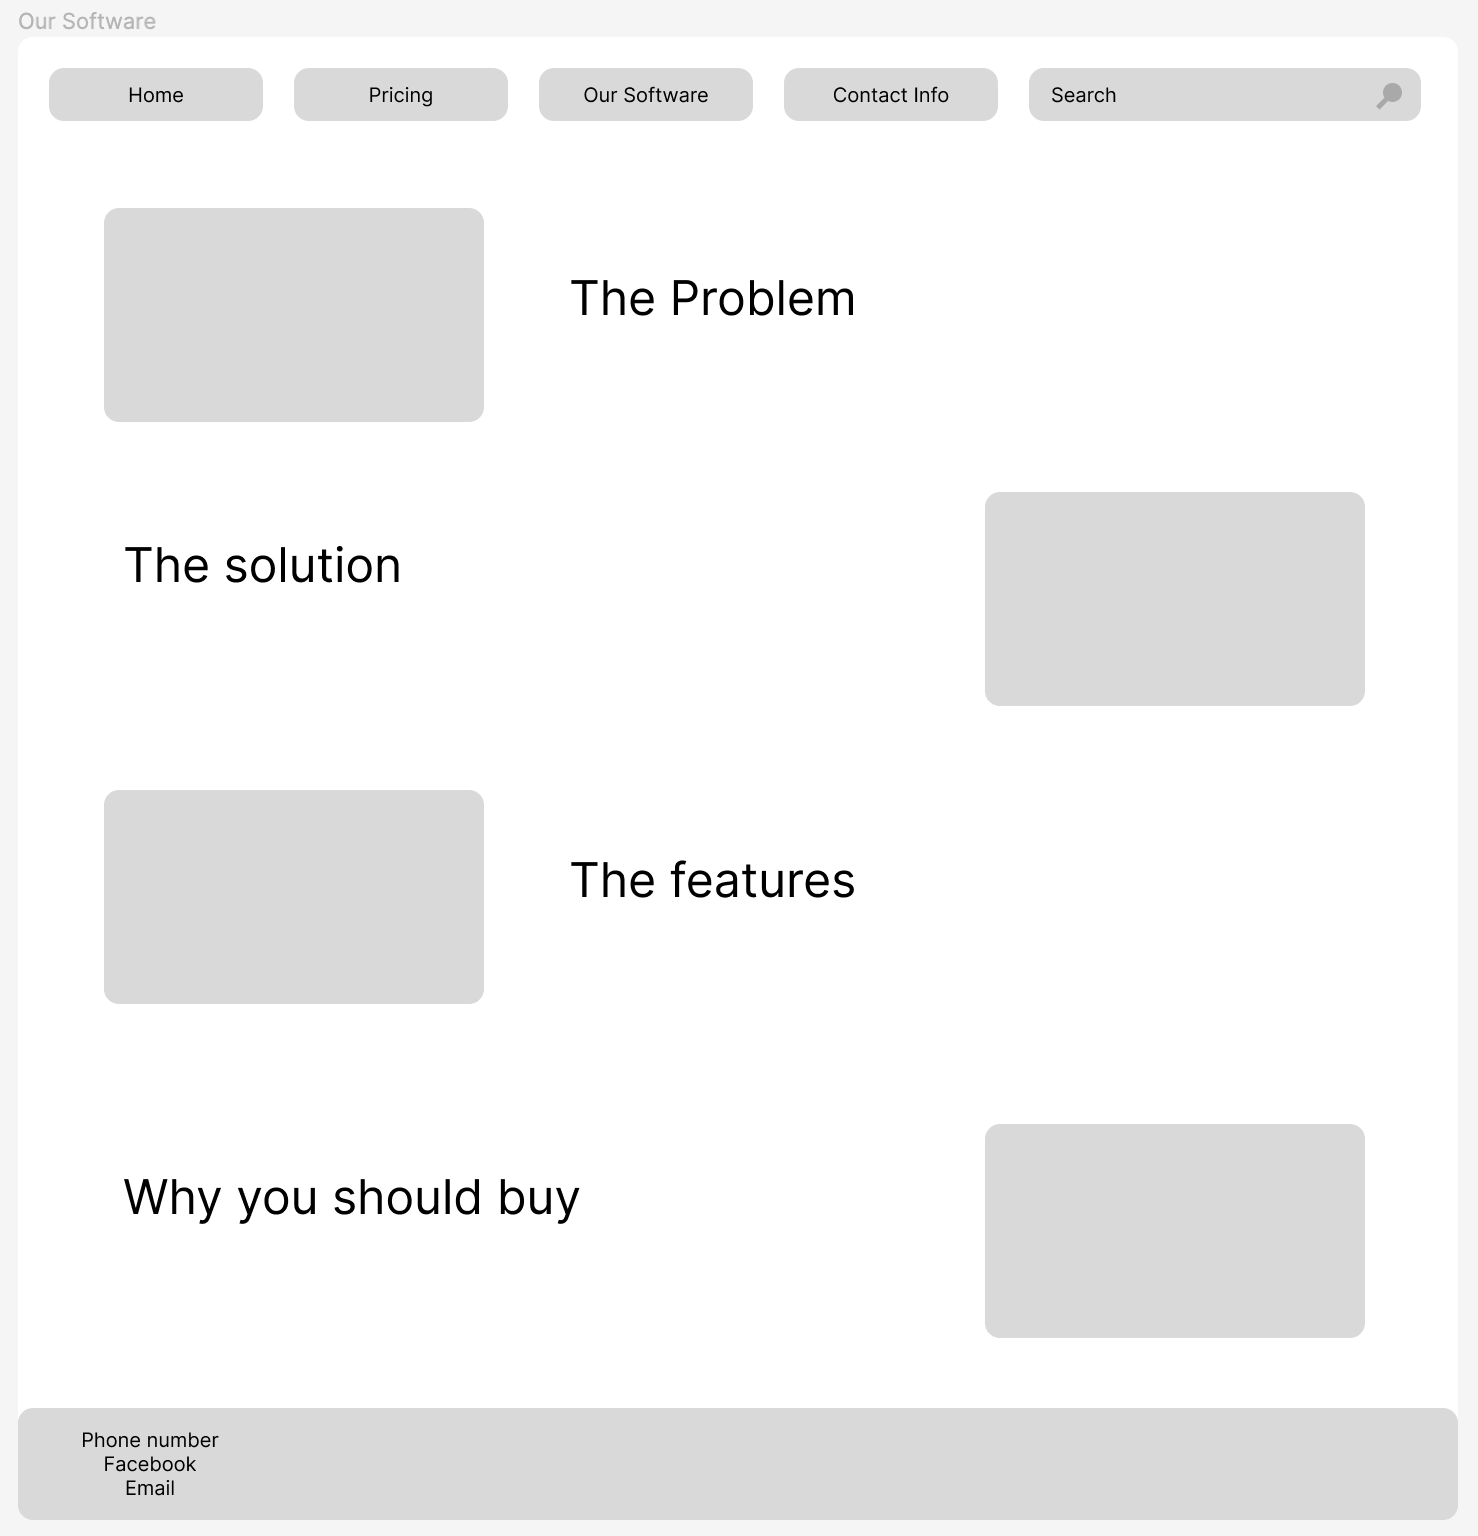 Our Software
Home
Pricing
Our Software
Contact Info
Search
The Problem
The solution
The features
Why you should buy
Phone number
Facebook
Email